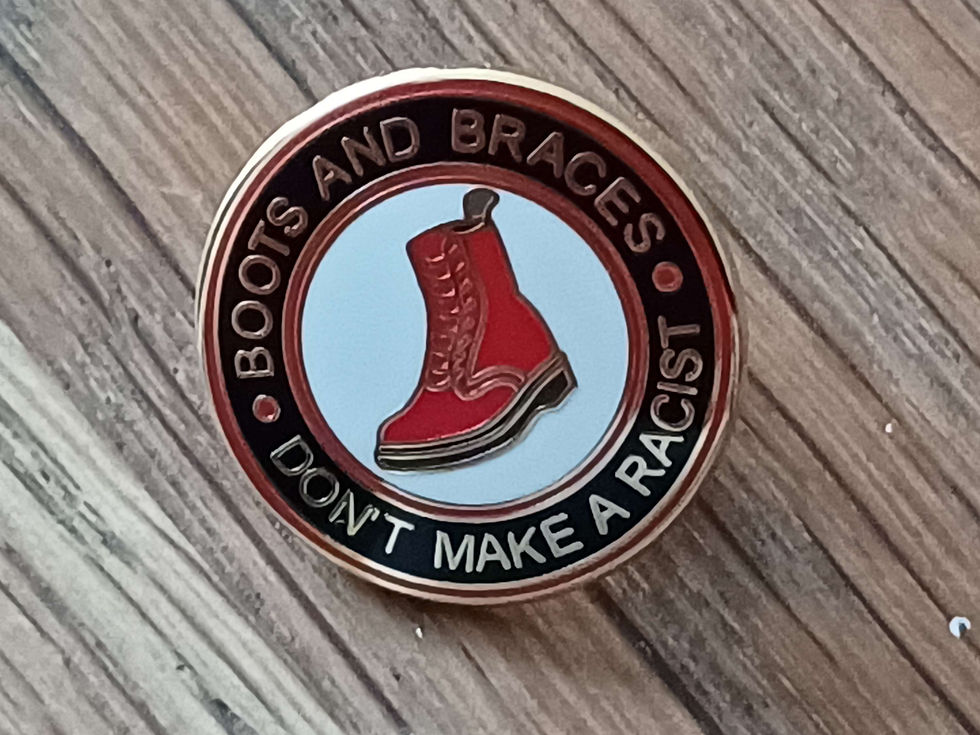 BOOTS AND BRACES
DON'T MAKE A RACIST